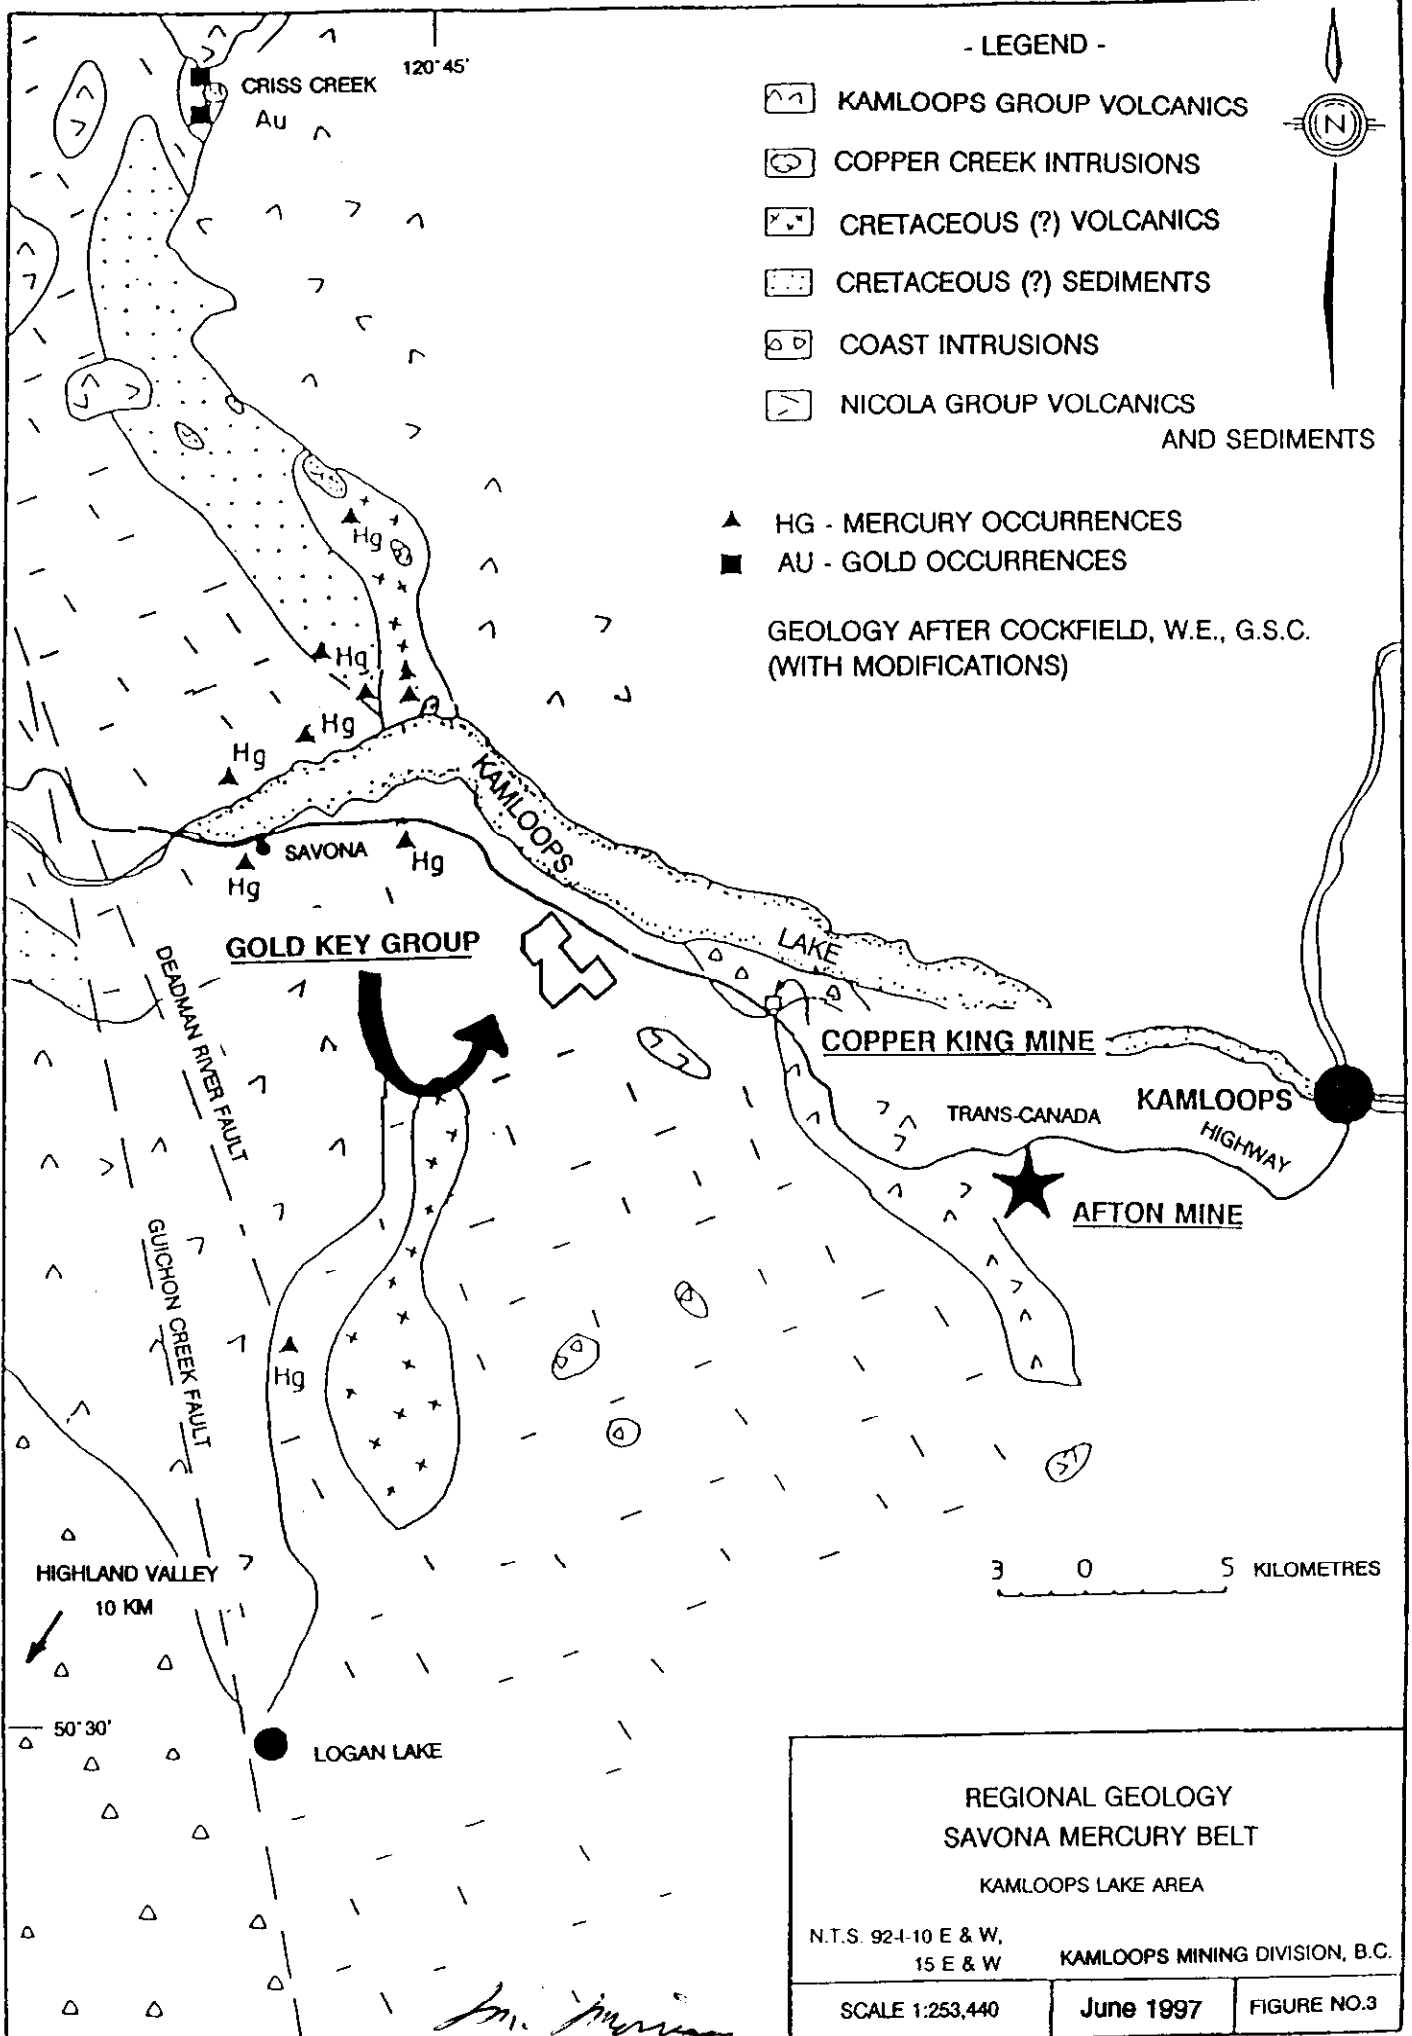 120°45'
CRISS CREEK
Au
- LEGEND -
KAMLOOPS GROUP VOLCANICS
COPPER CREEK INTRUSIONS
CRETACEOUS (?) VOLCANICS
CRETACEOUS (?) SEDIMENTS
COAST INTRUSIONS
NICOLA GROUP VOLCANICS
AND SEDIMENTS
N
HG - MERCURY OCCURRENCES
AU - GOLD OCCURRENCES
GEOLOGY AFTER COCKFIELD, W.E., G.S.C.
(WITH MODIFICATIONS)
Hg
Hg
Hg
Hg
KAMLOOPS
LAKE
SAVONA
Hg
Hg
GOLD KEY GROUP
DEADMAN RIVER FAULT
COPPER KING MINE
KAMLOOPS
TRANS-CANADA
HIGHWAY
AFTON MINE
GUICHON CREEK FAULT
Hg
HIGHLAND VALLEY
10 KM
3 0 5 KILOMETRES
50°30'
LOGAN LAKE
REGIONAL GEOLOGY
SAVONA MERCURY BELT
KAMLOOPS LAKE AREA
N.T.S. 92-I-10 E & W,
15 E & W
KAMLOOPS MINING DIVISION, B.C.
SCALE 1:253,440
June 1997
FIGURE NO.3